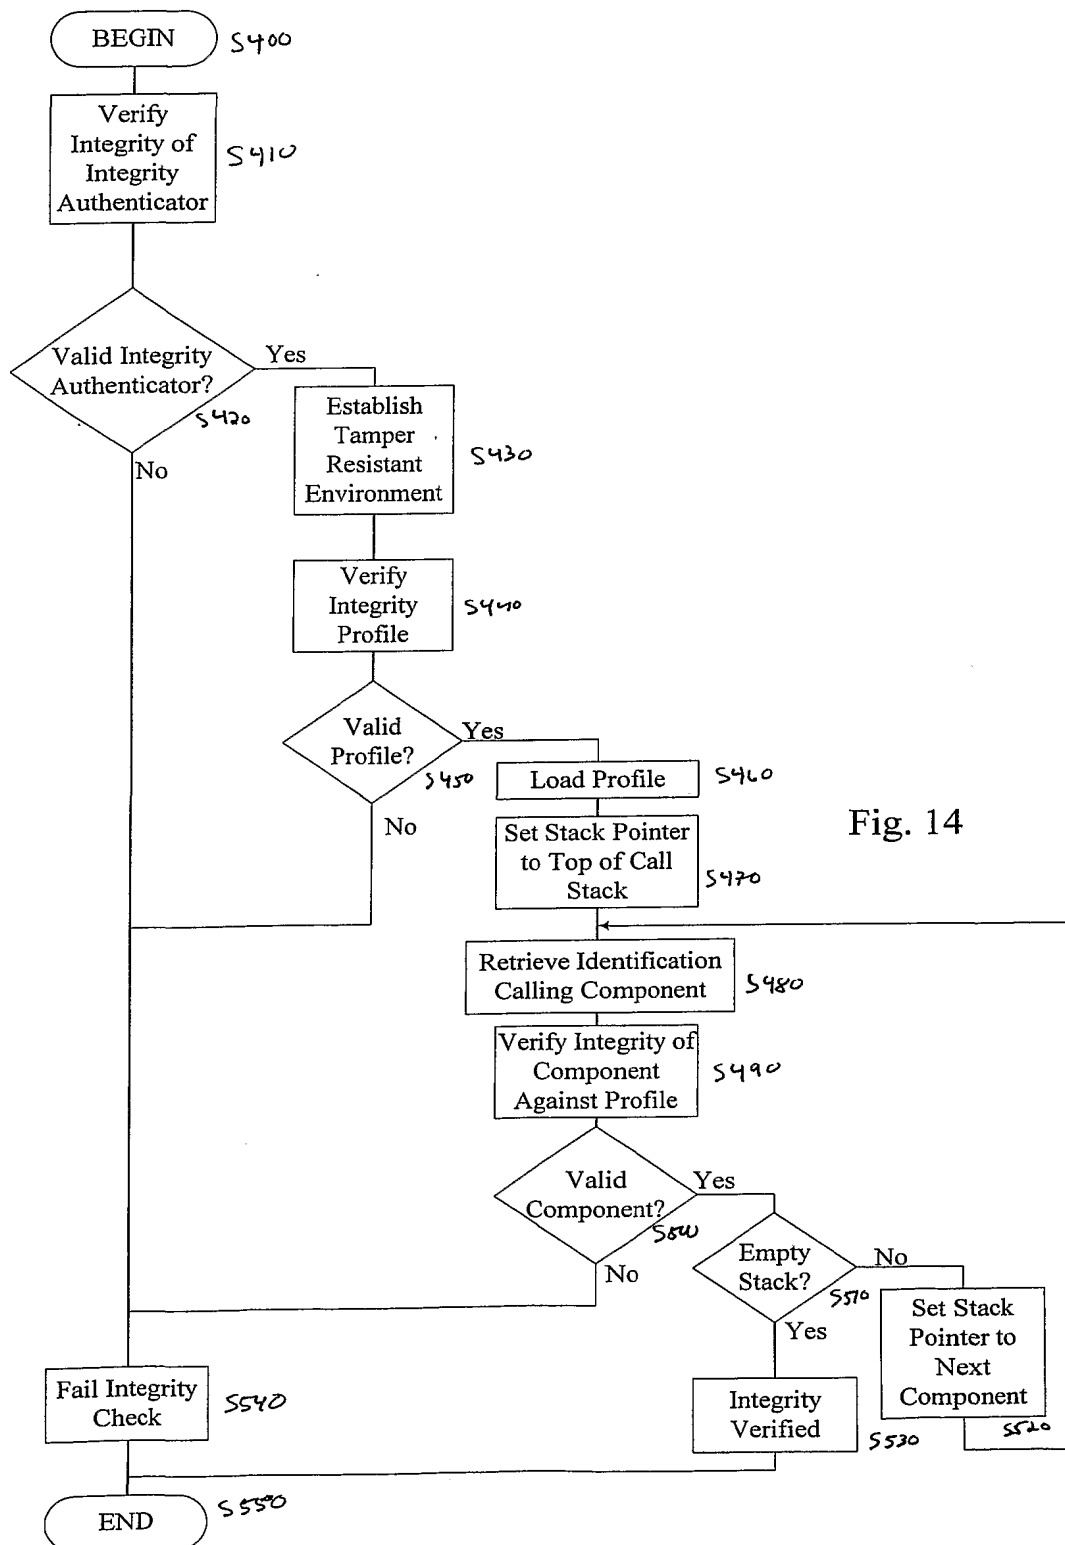 BEGIN
S400
Verify
Integrity of
Integrity
Authenticator
S410
Valid Integrity
Authenticator?
S420
Yes
No
Establish
Tamper
Resistant
Environment
S430
Verify
Integrity
Profile
S440
Valid
Profile?
S450
Yes
No
Load Profile
S460
Fig. 14
Set Stack Pointer
to Top of Call
Stack
S470
Retrieve Identification
Calling Component
S480
Verify Integrity of
Component
Against Profile
S490
Valid
Component?
S500
Yes
No
Empty
Stack?
S510
No
Yes
Set Stack
Pointer to
Next
Component
S520
Integrity
Verified
S530
Fail Integrity
Check
S540
END
S550